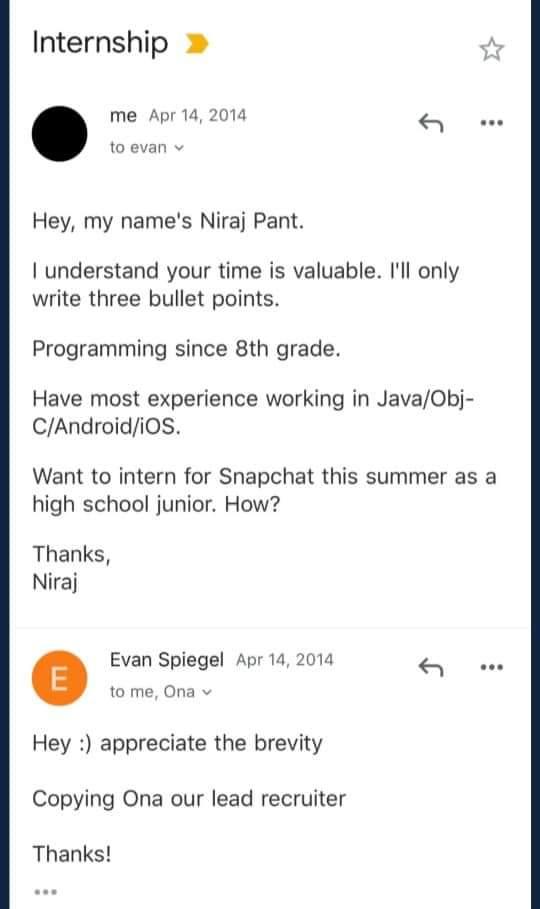 Internship
me Apr 14, 2014
to evan
Hey, my name's Niraj Pant.
I understand your time is valuable. I'll only
write three bullet points.
Programming since 8th grade.
Have most experience working in Java/Obj-
C/Android/iOS.
Want to intern for Snapchat this summer as a
high school junior. How?
Thanks,
Niraj
E
Evan Spiegel Apr 14, 2014
to me, Ona
Hey :) appreciate the brevity
Copying Ona our lead recruiter
Thanks!